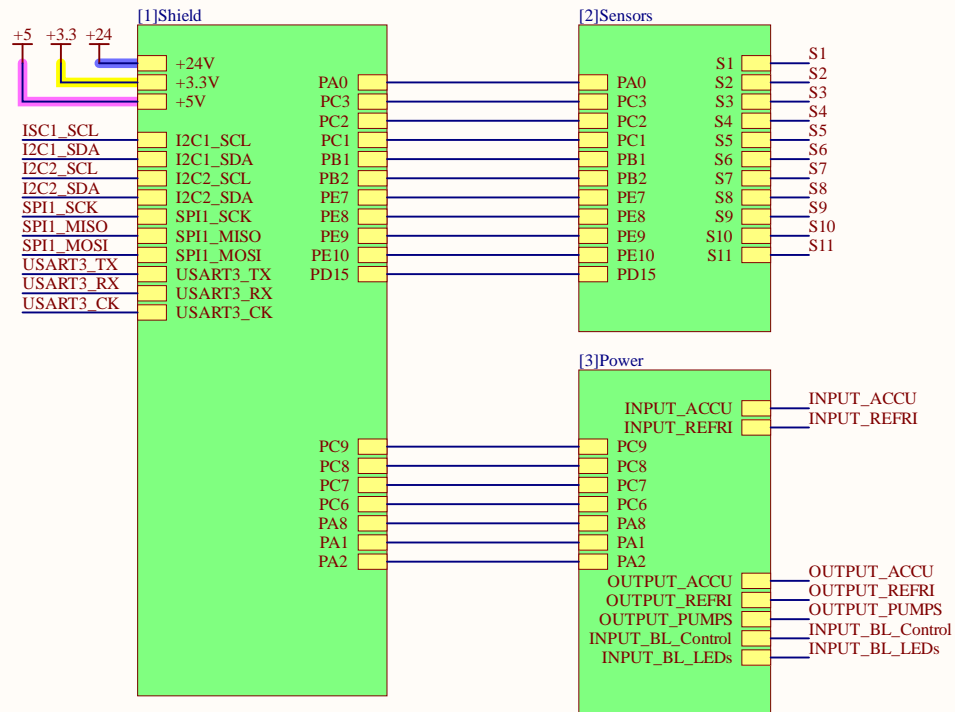 [1]Shield
[2]Sensors
+5 +3.3 +24
+24V
+3.3V
+5V
ISC1_SCL
I2C1_SDA
I2C2_SCL
I2C2_SDA
SPI1_SCK
SPI1_MISO
SPI1_MOSI
USART3_TX
USART3_RX
USART3_CK
I2C1_SCL
I2C1_SDA
I2C2_SCL
I2C2_SDA
SPI1_SCK
SPI1_MISO
SPI1_MOSI
USART3_TX
USART3_RX
USART3_CK
PA0
PC3
PC2
PC1
PB1
PB2
PE7
PE8
PE9
PE10
PD15
PC9
PC8
PC7
PC6
PA8
PA1
PA2
PA0
PC3
PC2
PC1
PB1
PB2
PE7
PE8
PE9
PE10
PD15
S1
S2
S3
S4
S5
S6
S7
S8
S9
S10
S11
S1
S2
S3
S4
S5
S6
S7
S8
S9
S10
S11
[3]Power
INPUT_ACCU
INPUT_REFRI
PC9
PC8
PC7
PC6
PA8
PA1
PA2
OUTPUT_ACCU
OUTPUT_REFRI
OUTPUT_PUMPS
INPUT_BL_Control
INPUT_BL_LEDs
INPUT_ACCU
INPUT_REFRI
OUTPUT_ACCU
OUTPUT_REFRI
OUTPUT_PUMPS
INPUT_BL_Control
INPUT_BL_LEDs